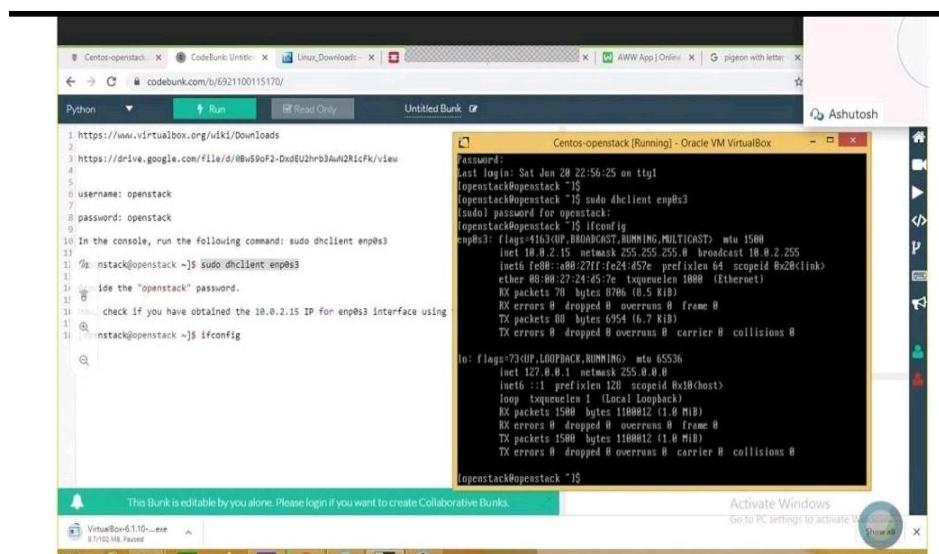 Centos-openstack
CodeBunk: Untitle
Linux_Downloads -
AWW App | Online
pigeon with letter
codebunk.com/b/6921100115170/
Python
Run
Read Only
Untitled Bunk
Ashutosh
1 https://www.virtualbox.org/wiki/Downloads
2
3
4
5
6 username: openstack
7
8 password: openstack
9
10 In the console, run the following command: sudo dhclient enp0s3
11
nstack@openstack ~]$ sudo dhclient enp0s3
ide the "openstack" password.
check if you have obtained the 10.0.2.15 IP for enp0s3 interface using
nstack@openstack ~]$ ifconfig
Centos-openstack [Running] - Oracle VM VirtualBox
Password:
Last login: Sat Jun 20 22:56:25 on tty1
[openstack@openstack ~]$
[openstack@openstack ~]$ sudo dhclient enp0s3
[sudo] password for openstack:
[openstack@openstack ~]$ ifconfig
enp0s3: flags=4163<UP,BROADCAST,RUNNING,MULTICAST> mtu 1500
inet 10.0.2.15 netmask 255.255.255.0 broadcast 10.0.2.255
inet6 fe80::a00:27ff:fe24:d57e prefixlen 64 scopeid 0x20<link>
ether 08:00:27:24:d5:7e txqueuelen 1000 (Ethernet)
RX packets 78 bytes 8706 (8.5 KiB)
RX errors 0 dropped 0 overruns 0 frame 0
TX packets 88 bytes 6954 (6.7 KiB)
TX errors 0 dropped 0 overruns 0 carrier 0 collisions 0
lo: flags=73<UP,LOOPBACK,RUNNING> mtu 65536
inet 127.0.0.1 netmask 255.0.0.0
inet6 ::1 prefixlen 128 scopeid 0x10<host>
loop txqueuelen 1 (Local Loopback)
RX packets 1500 bytes 1100012 (1.0 MiB)
RX errors 0 dropped 0 overruns 0 frame 0
TX packets 1500 bytes 1100012 (1.0 MiB)
TX errors 0 dropped 0 overruns 0 carrier 0 collisions 0
[openstack@openstack ~]$
This Bunk is editable by you alone. Please login if you want to create Collaborative Bunks.
Activate Windows
Go to PC settings to activate
VirtualBox-6.1.10-....exe
8.7/102 MB, Paused
Show all